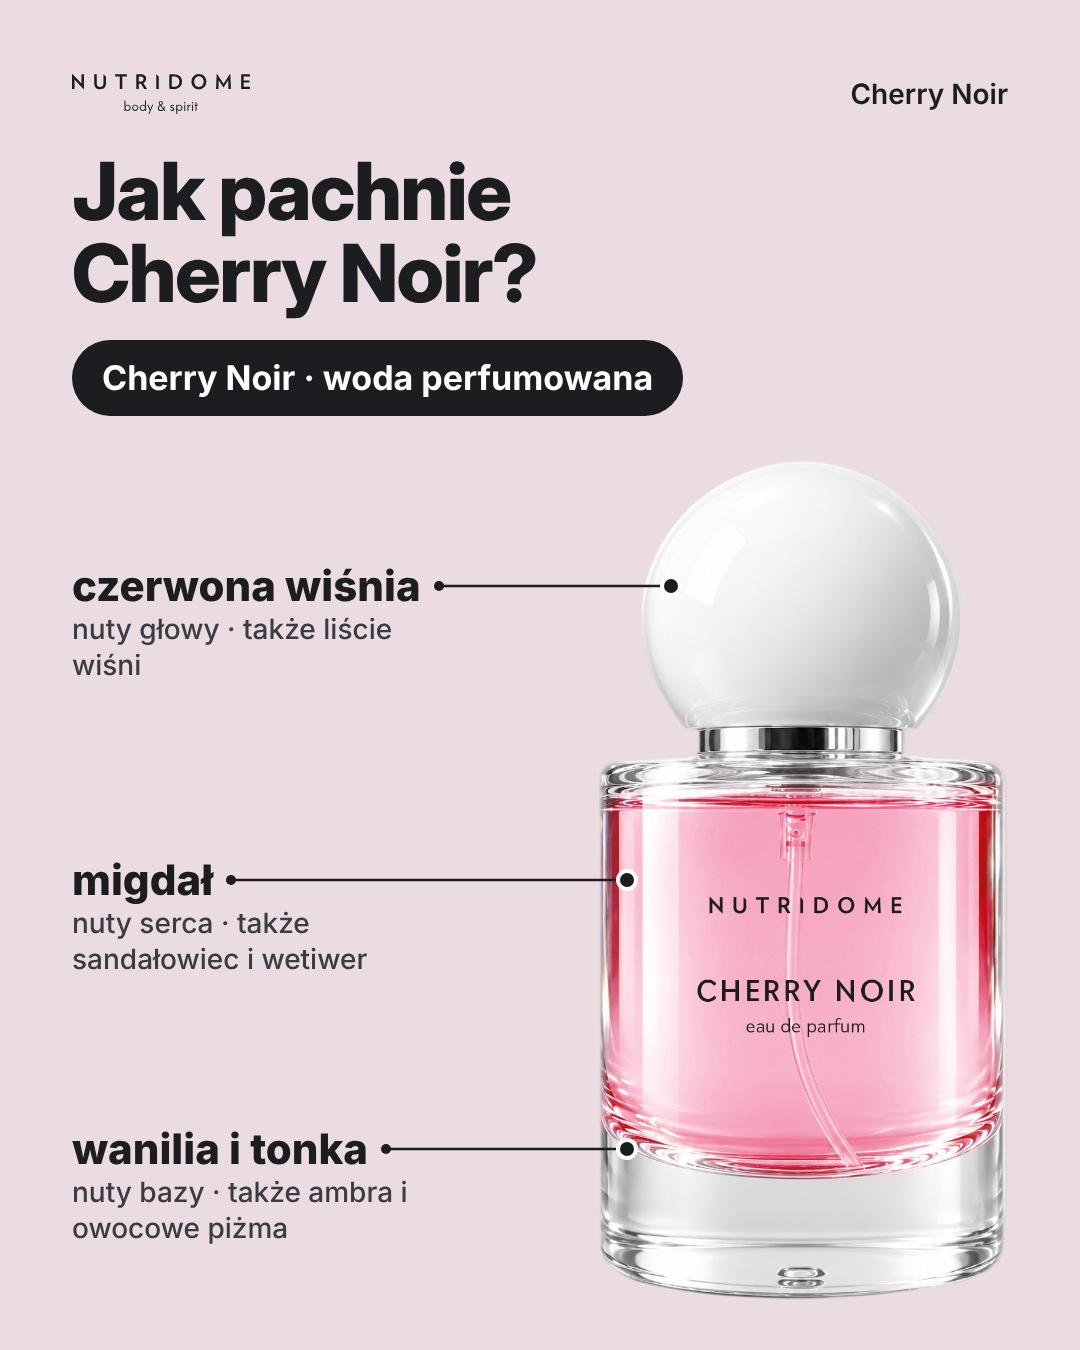 NUTRIDOME
body & spirit
Cherry Noir
Jak pachnie
Cherry Noir?
Cherry Noir · woda perfumowana
czerwona wiśnia
nuty głowy · także liście
wiśni
migdał
nuty serca · także
sandałowiec i wetiwer
wanilia i tonka
nuty bazy · także ambra i
owocowe piżma
NUTRIDOME
CHERRY NOIR
eau de parfum